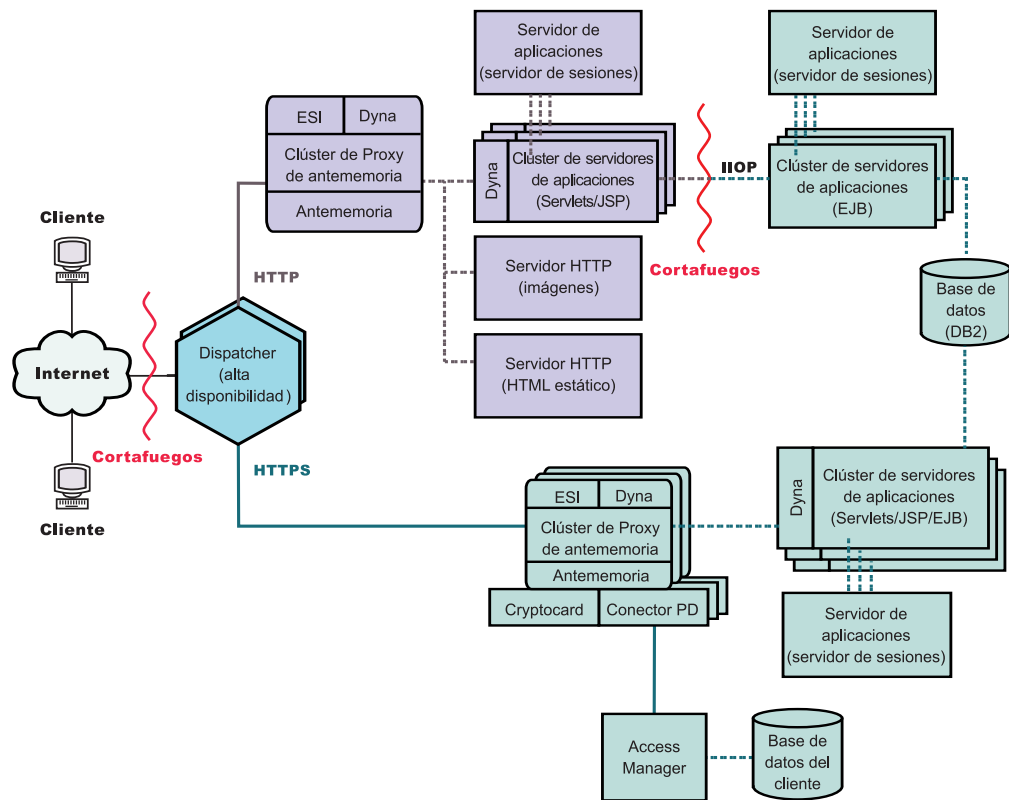 Servidor de
aplicaciones
(servidor de sesiones)
Servidor de
aplicaciones
(servidor de sesiones)
ESI
Dyna
Clúster de Proxy
de antememoria
Antememoria
Dyna
Clúster de servidores
de aplicaciones
(Servlets/JSP)
IIOP
Clúster de servidores
de aplicaciones
(EJB)
Cliente
HTTP
Servidor HTTP
(imágenes)
Cortafuegos
Base de
datos
(DB2)
Internet
Dispatcher
(alta
disponibilidad)
Servidor HTTP
(HTML estático)
Cortafuegos
HTTPS
Cliente
ESI
Dyna
Clúster de Proxy
de antememoria
Antememoria
Cryptocard
Conector PD
Dyna
Clúster de servidores
de aplicaciones
(Servlets/JSP/EJB)
Servidor de
aplicaciones
(servidor de sesiones)
Access
Manager
Base de
datos del
cliente